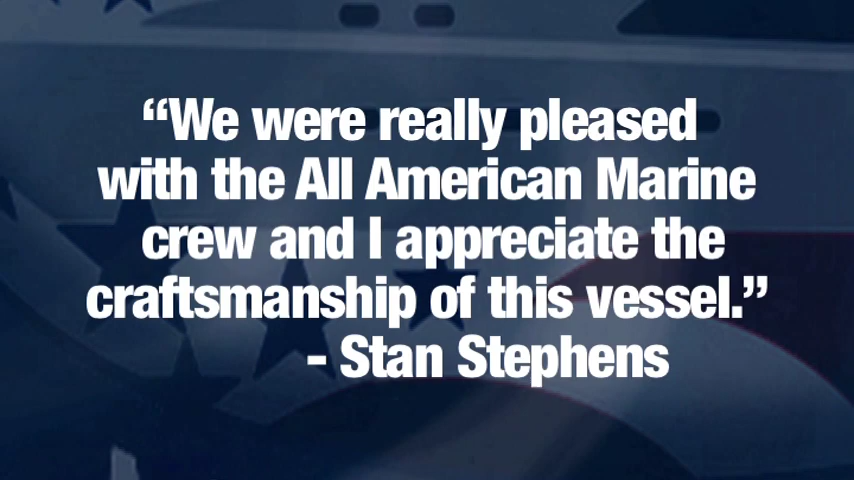 “We were really pleased
with the All American Marine
crew and I appreciate the
craftsmanship of this vessel.”
- Stan Stephens